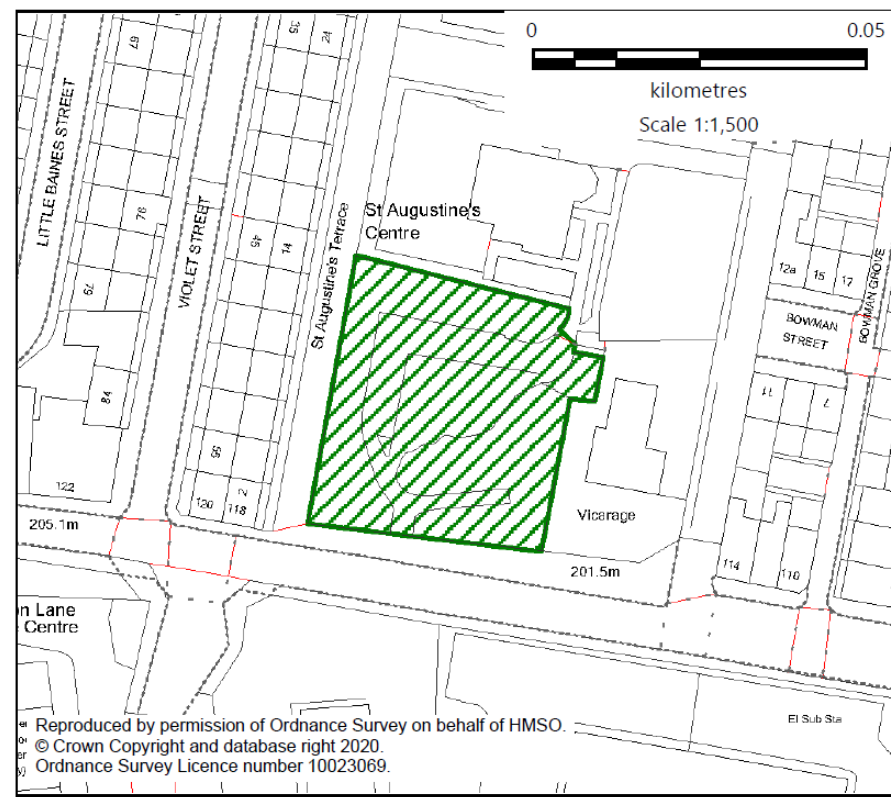 0 0.05
kilometres
Scale 1:1,500
67
35
24
LITTLE BAINES STREET
VIOLET STREET
76
45
14
79
St Augustine's Terrace
St Augustine's
Centre
12a 15 17
BOWMAN GROVE
BOWMAN
STREET
84
56
11 7
122
120 118 2
Vicarage
205.1m
201.5m
114 110
on Lane
Centre
El Sub Sta
Reproduced by permission of Ordnance Survey on behalf of HMSO.
© Crown Copyright and database right 2020.
Ordnance Survey Licence number 10023069.